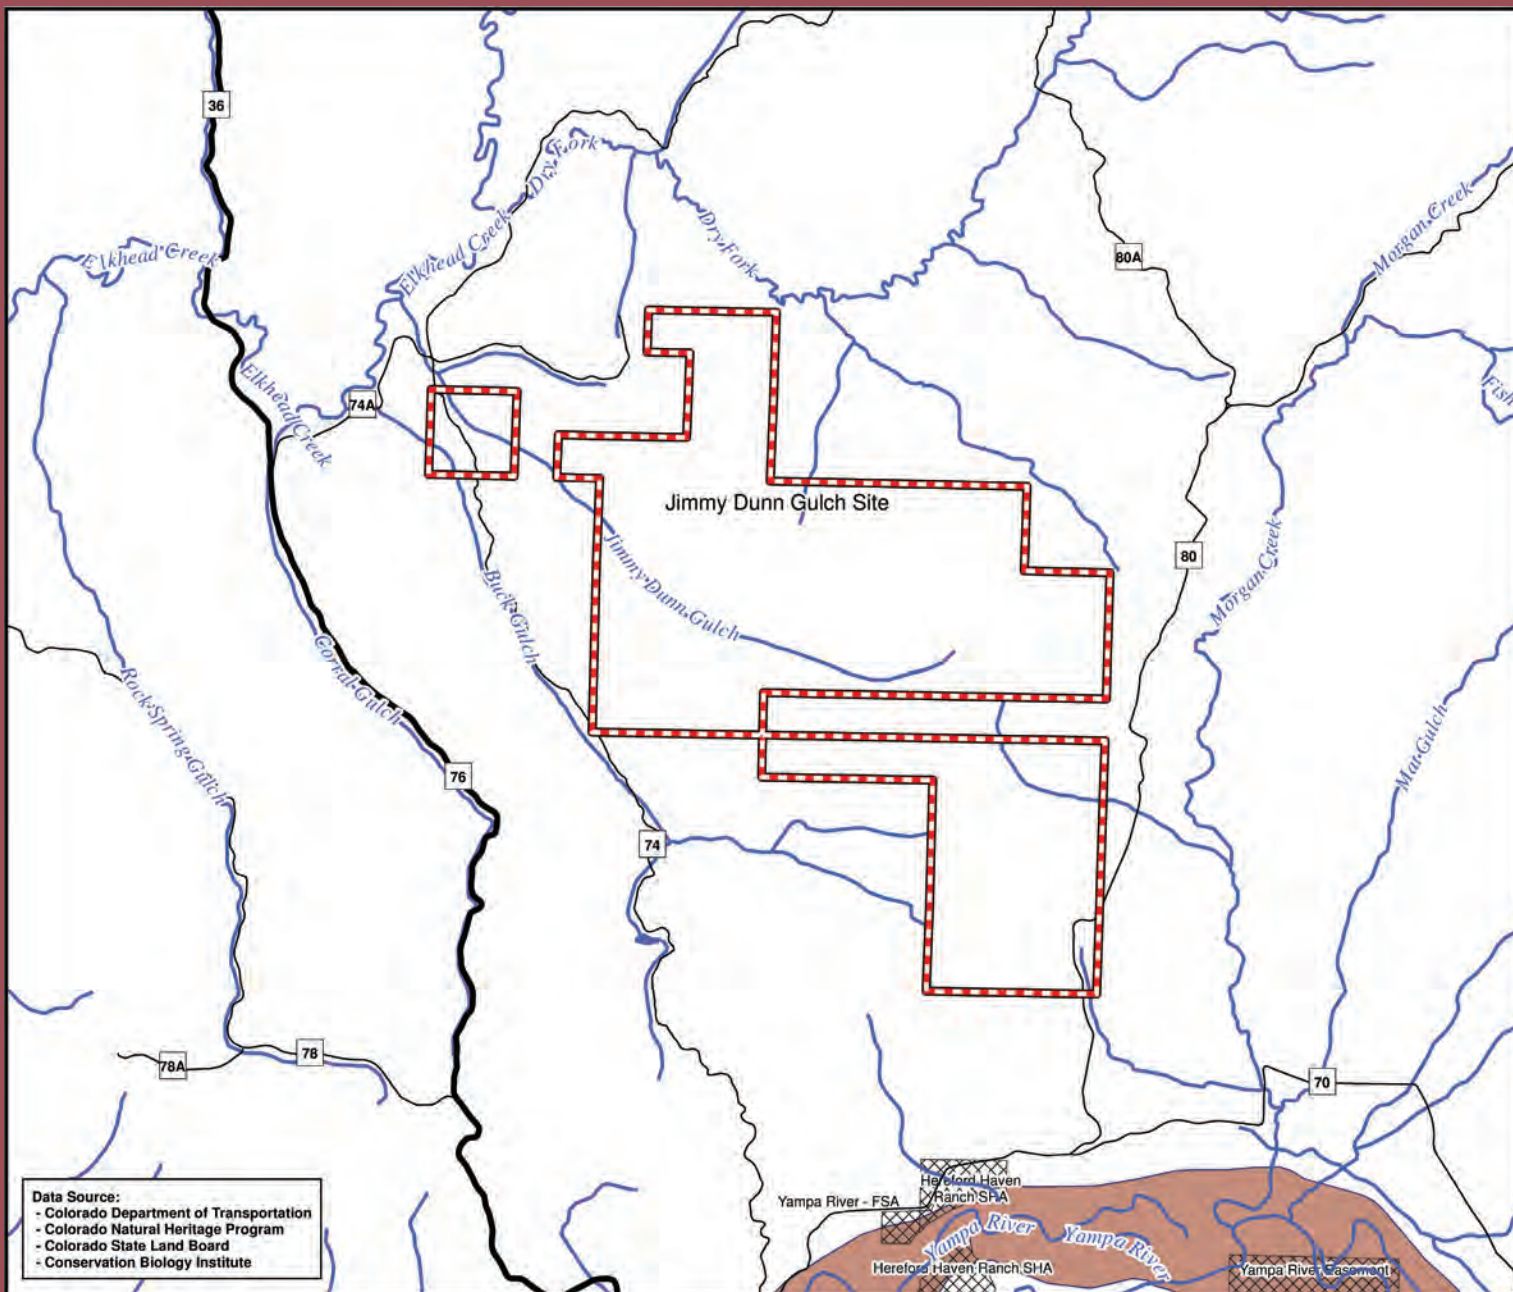 36
Elkhead Creek
Dry Fork
Elkhead Creek
Dry Fork
80A
Morgan Creek
Elkhead Creek
74A
Fish
Jimmy Dunn Gulch Site
80
Jimmy Dunn Gulch
Buck Gulch
Morgan Creek
Corral Gulch
Rock Spring Gulch
Mat Gulch
76
74
78
78A
70
Data Source:
- Colorado Department of Transportation
- Colorado Natural Heritage Program
- Colorado State Land Board
- Conservation Biology Institute
Hereford Haven
Ranch SHA
Yampa River - FSA
Yampa River
Yampa River
Hereford Haven Ranch SHA
Yampa River Easement